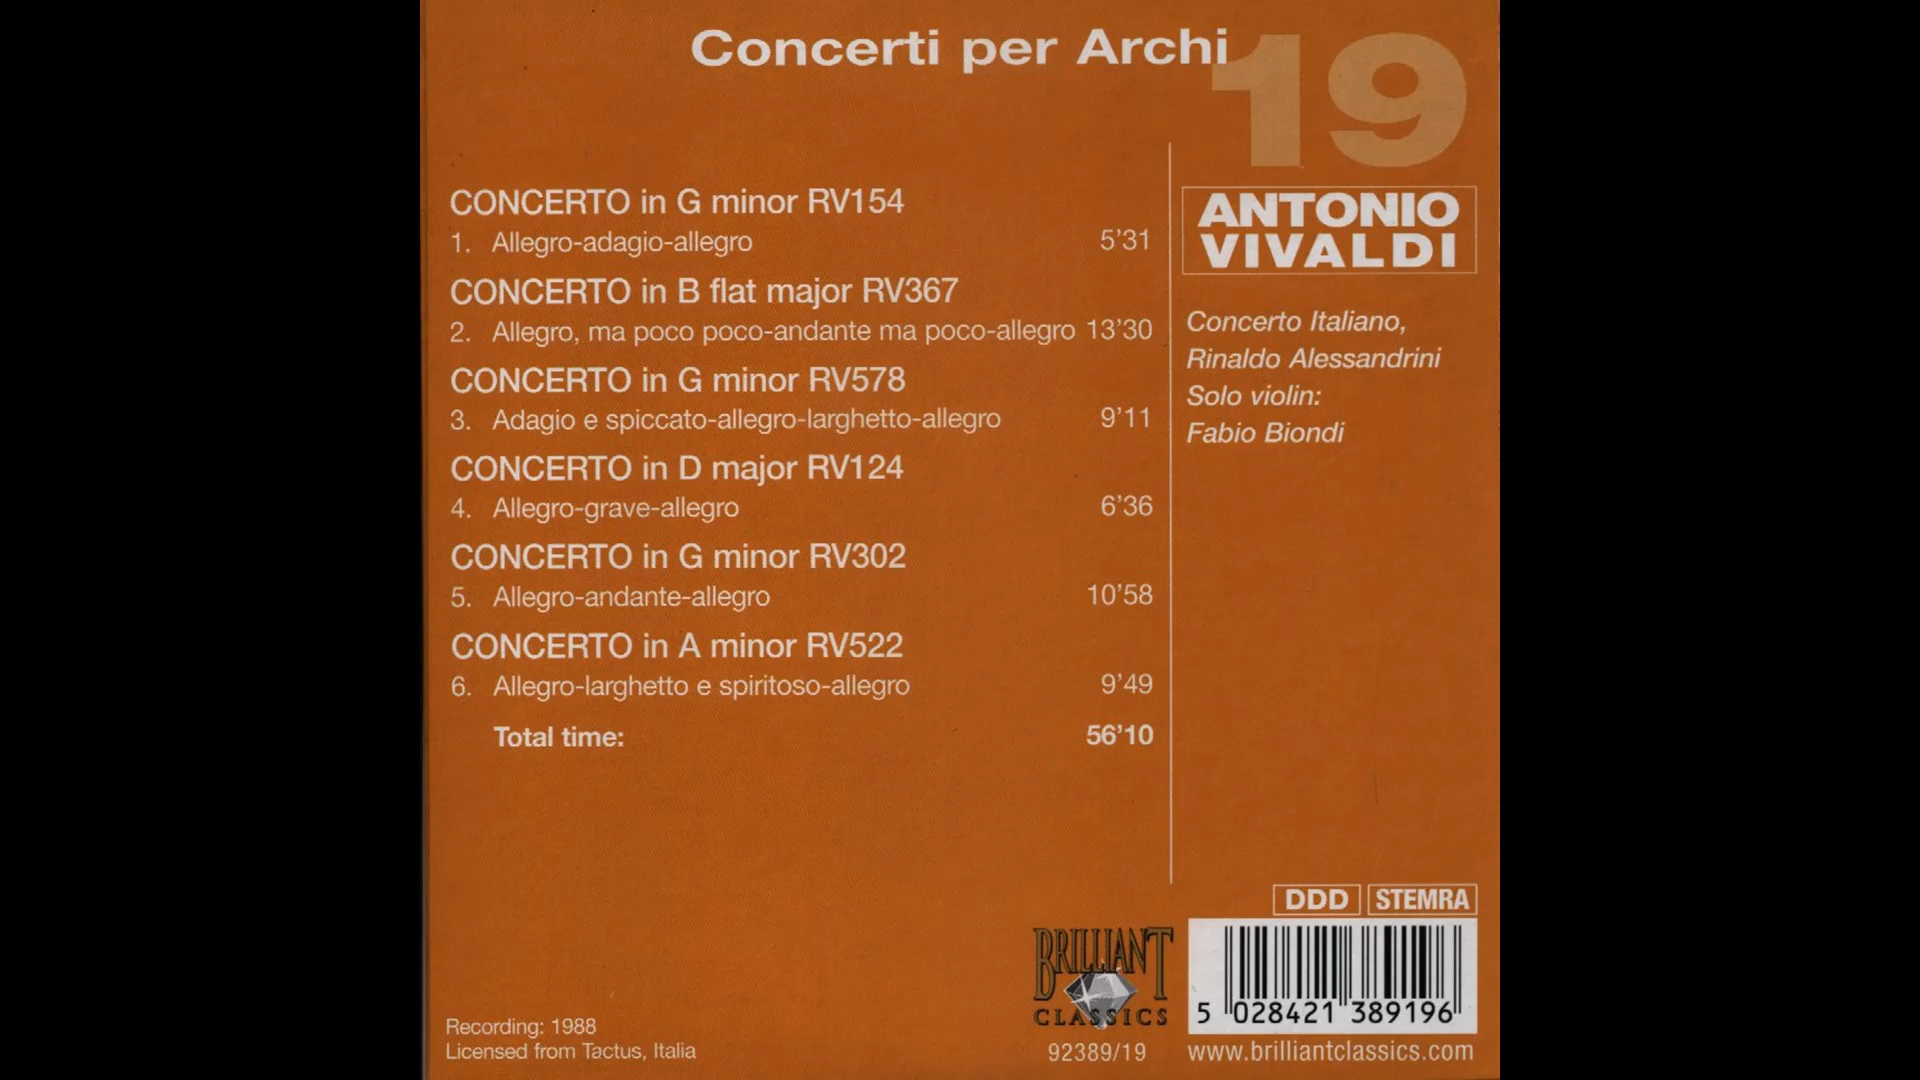 Concerti per Archi
19
CONCERTO in G minor RV154
1. Allegro-adagio-allegro 5'31
CONCERTO in B flat major RV367
2. Allegro, ma poco poco-andante ma poco-allegro 13'30
CONCERTO in G minor RV578
3. Adagio e spiccato-allegro-larghetto-allegro 9'11
CONCERTO in D major RV124
4. Allegro-grave-allegro 6'36
CONCERTO in G minor RV302
5. Allegro-andante-allegro 10'58
CONCERTO in A minor RV522
6. Allegro-larghetto e spiritoso-allegro 9'49
Total time: 56'10
ANTONIO
VIVALDI
Concerto Italiano,
Rinaldo Alessandrini
Solo violin:
Fabio Biondi
DDD STEMRA
BRILLIANT
CLASSICS
92389/19
5 028421 389196
www.brilliantclassics.com
Recording: 1988
Licensed from Tactus, Italia